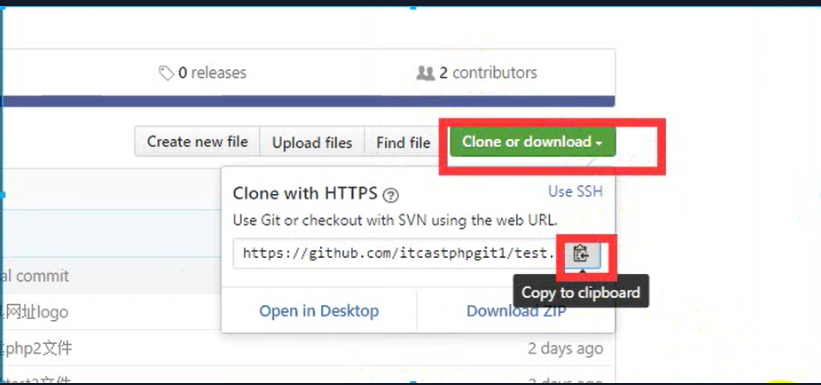 0 releases
2 contributors
Create new file
Upload files
Find file
Clone or download
Clone with HTTPS
Use SSH
Use Git or checkout with SVN using the web URL.
https://github.com/itcastphpgit1/test.
Copy to clipboard
Open in Desktop
Download ZIP
al commit
网址logo
php2文件
2 days ago
2 days ago